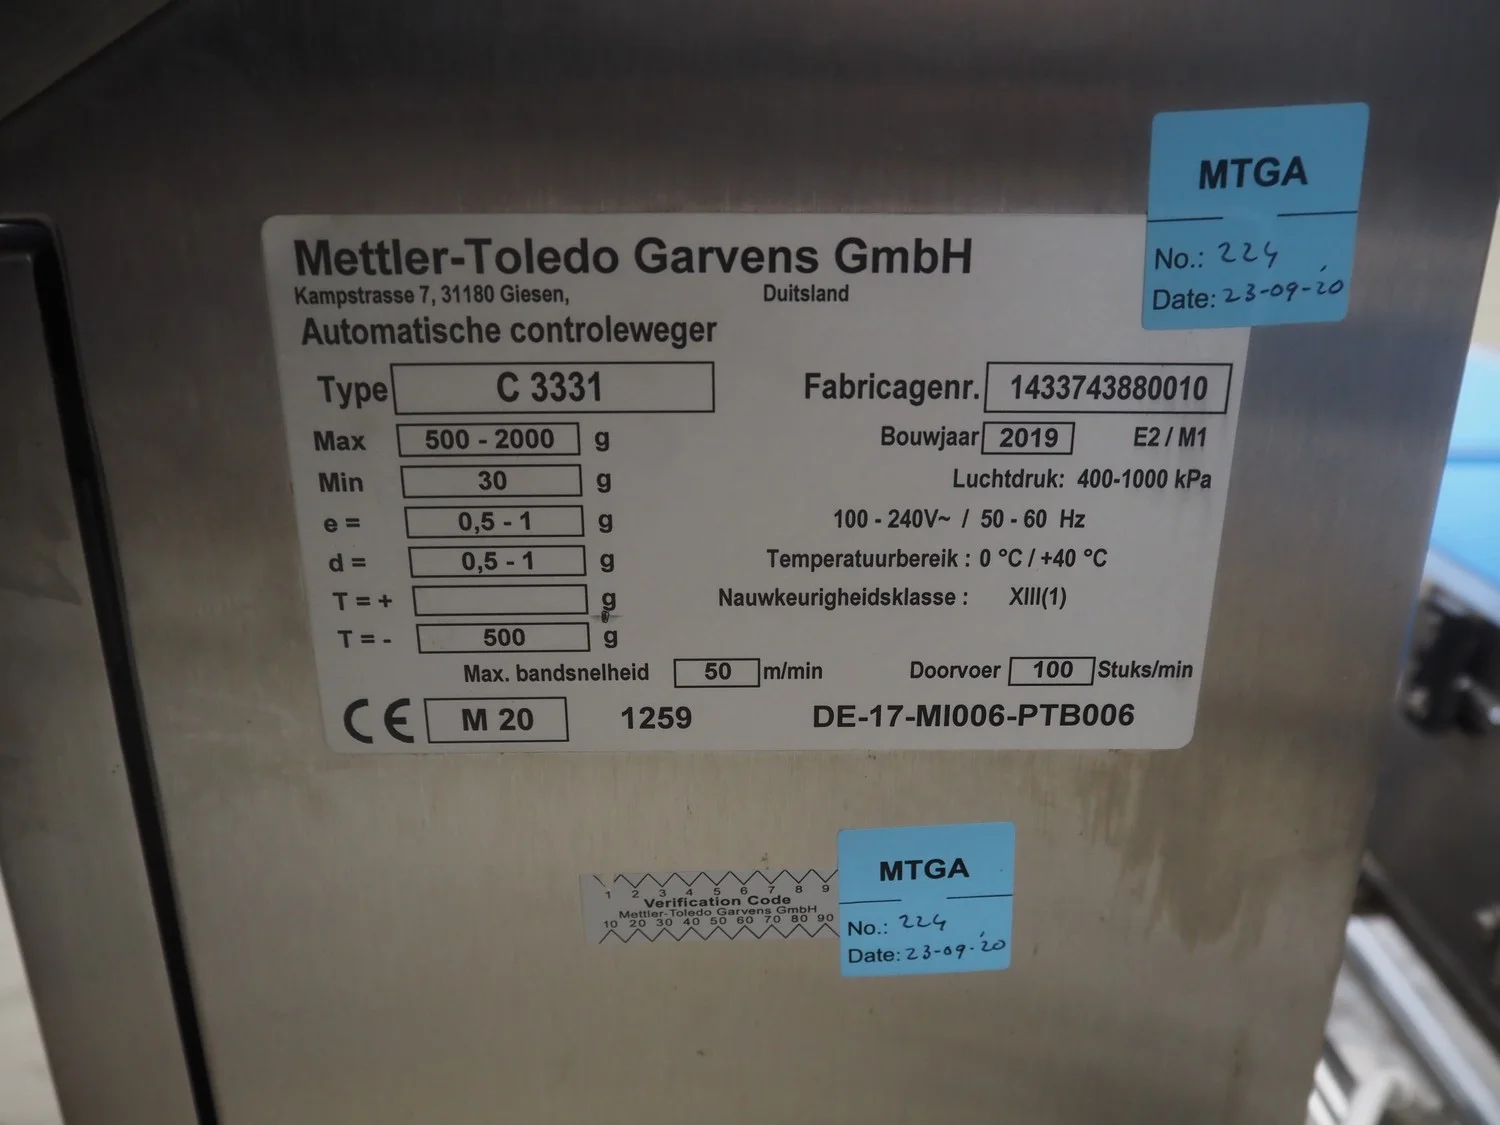 MTGA
No.: 224
Date: 23-09-'20
Mettler-Toledo Garvens GmbH
Kampstrasse 7, 31180 Giesen, Duitsland
Automatische controleweger
Type C 3331 Fabricagenr. 1433743880010
Max 500 - 2000 g Bouwjaar 2019 E2 / M1
Min 30 g Luchtdruk: 400-1000 kPa
e = 0,5 - 1 g 100 - 240V~ / 50 - 60 Hz
d = 0,5 - 1 g Temperatuurbereik : 0 °C / +40 °C
T = + g Nauwkeurigheidsklasse : XIII(1)
T = - 500 g
Max. bandsnelheid 50 m/min Doorvoer 100 Stuks/min
CE M 20 1259 DE-17-MI006-PTB006
1 2 3 4 5 6 7 8 9
Verification Code
Mettler-Toledo Garvens GmbH
10 20 30 40 50 60 70 80 90
MTGA
No.: 224
Date: 23-09-'20